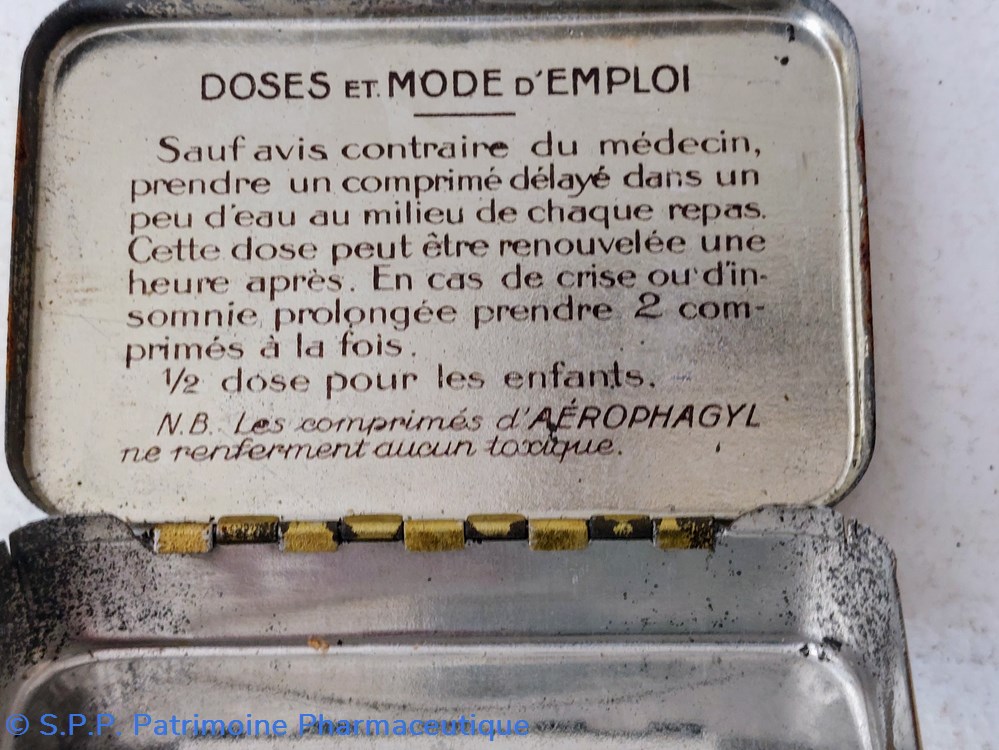 DOSES ET MODE D'EMPLOI
Sauf avis contraire du médecin,
prendre un comprimé délayé dans un
peu d'eau au milieu de chaque repas.
Cette dose peut être renouvelée une
heure après. En cas de crise ou d'in-
somnie prolongée prendre 2 com-
primés à la fois.
1/2 dose pour les enfants.
N.B. Les comprimés d'AÉROPHAGYL
ne renferment aucun toxique.
© S.P.P. Patrimoine Pharmaceutique